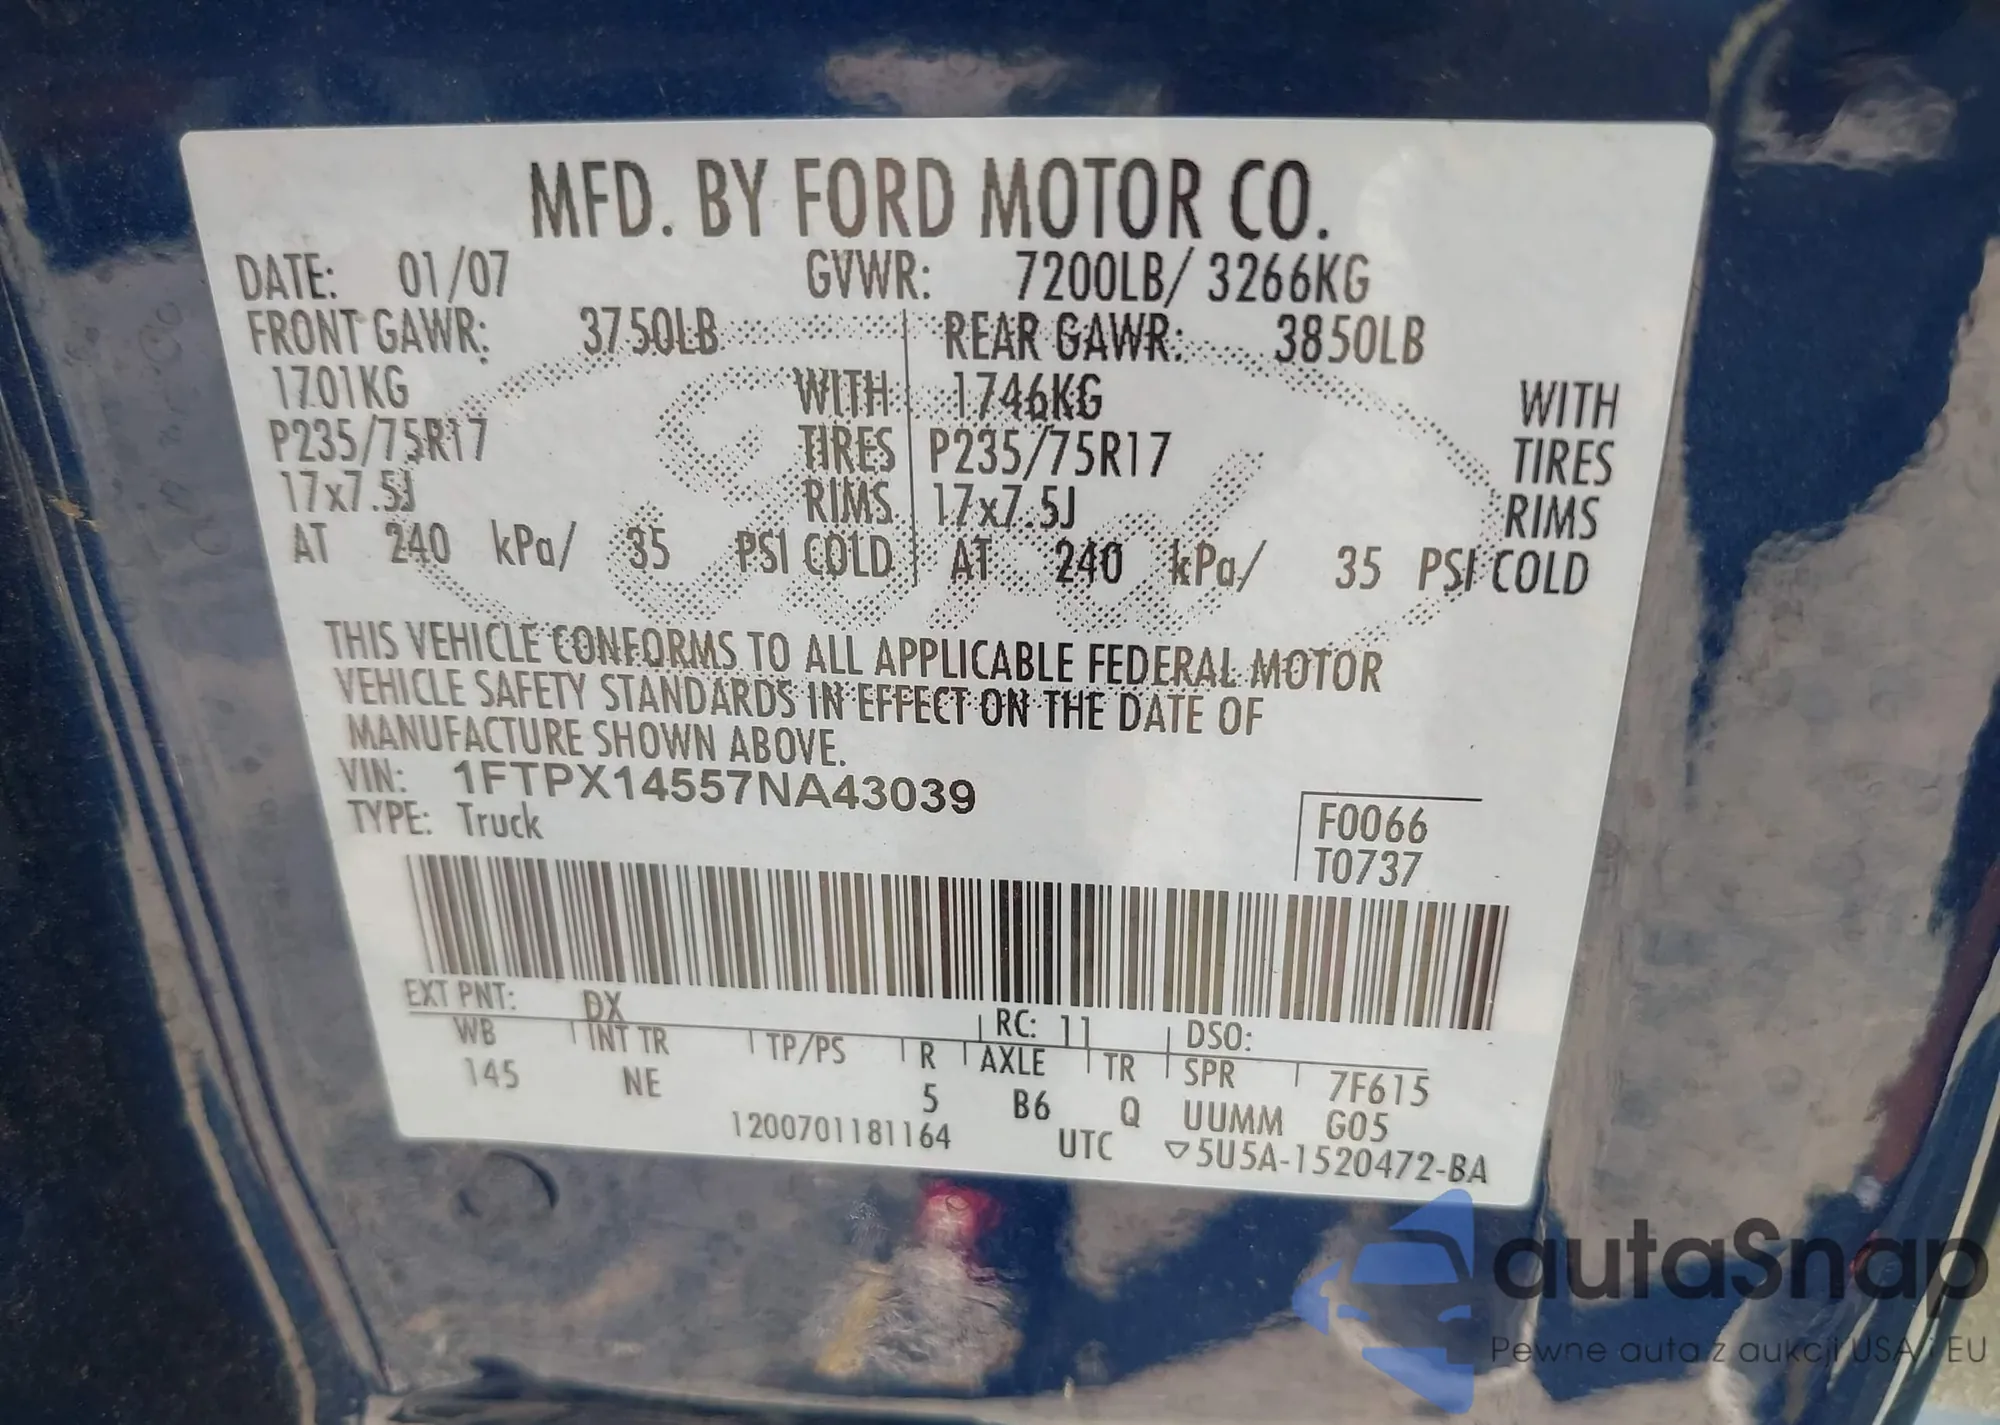 MFD. BY FORD MOTOR CO.
DATE: 01/07 GVWR: 7200LB/ 3266KG
FRONT GAWR: 3750LB REAR GAWR: 3850LB
1701KG WITH 1746KG WITH
P235/75R17 TIRES P235/75R17 TIRES
17x7.5J RIMS 17x7.5J RIMS
AT 240 kPa/ 35 PSI COLD AT 240 kPa/ 35 PSI COLD
THIS VEHICLE CONFORMS TO ALL APPLICABLE FEDERAL MOTOR
VEHICLE SAFETY STANDARDS IN EFFECT ON THE DATE OF
MANUFACTURE SHOWN ABOVE.
VIN: 1FTPX14557NA43039
TYPE: Truck
F0066
T0737
EXT PNT: DX RC: 11 DSO:
WB INT TR TP/PS R AXLE TR SPR 7F615
145 NE 5 B6 Q UUMM G05
1200701181164 UTC ▽5U5A-1520472-BA
Ford
autaSnap
Pewne auta z aukcji USA i EU